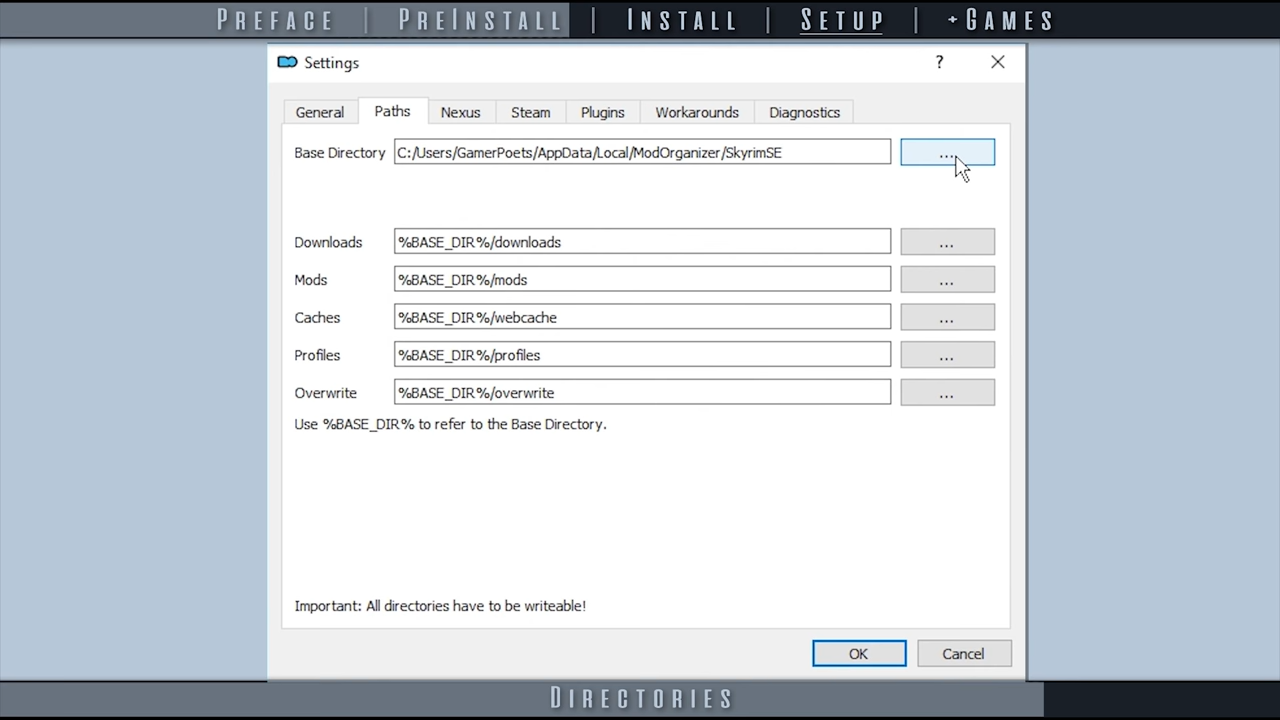 PREFACE | PREINSTALL | INSTALL | SETUP | +GAMES
Settings ? ×
General Paths Nexus Steam Plugins Workarounds Diagnostics
Base Directory C:/Users/GamerPoets/AppData/Local/ModOrganizer/SkyrimSE ...
Downloads %BASE_DIR%/downloads ...
Mods %BASE_DIR%/mods ...
Caches %BASE_DIR%/webcache ...
Profiles %BASE_DIR%/profiles ...
Overwrite %BASE_DIR%/overwrite ...
Use %BASE_DIR% to refer to the Base Directory.
Important: All directories have to be writeable!
OK Cancel
DIRECTORIES